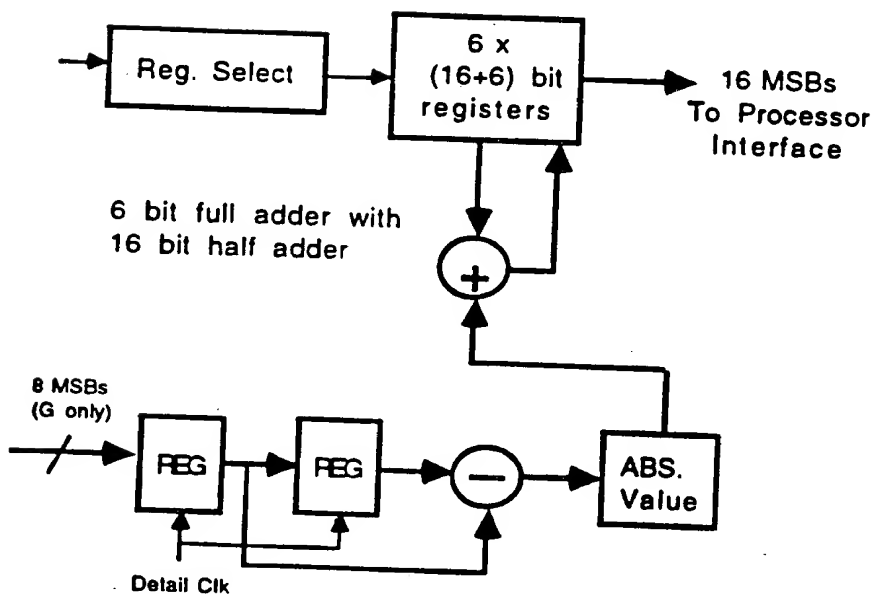 Reg. Select
6 x
(16+6) bit
registers
16 MSBs
To Processor
Interface
6 bit full adder with
16 bit half adder
+
8 MSBs
(G only)
REG
REG
—
ABS.
Value
Detail Clk